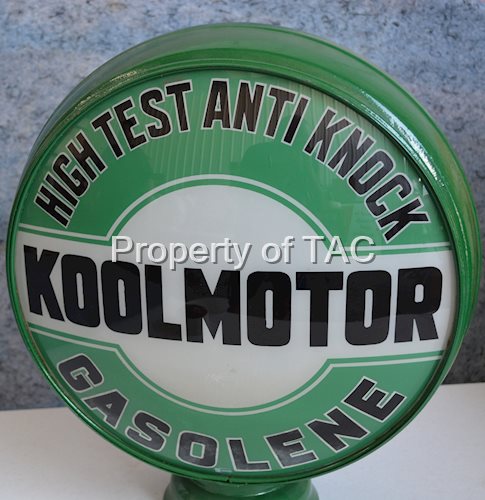 HIGH TEST ANTI KNOCK
Property of TAC
KOOLMOTOR
GASOLENE